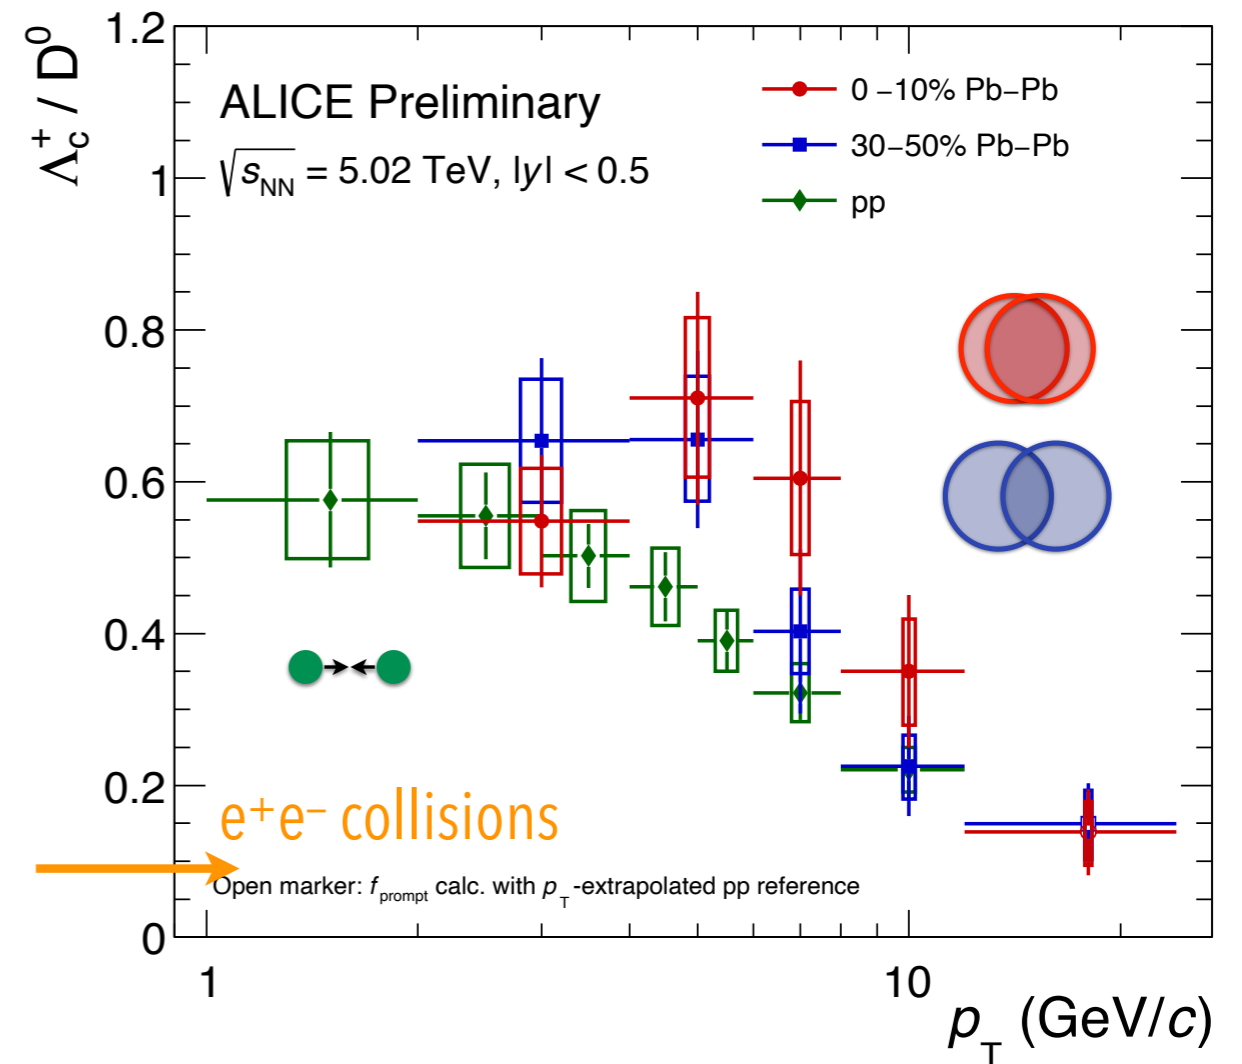 Λc+ / D0
1.2
1
0.8
0.6
0.4
0.2
0
ALICE Preliminary
√sNN = 5.02 TeV, |y| < 0.5
0 –10% Pb–Pb
30–50% Pb–Pb
pp
e+e– collisions
Open marker: fprompt calc. with pT-extrapolated pp reference
1
10
pT (GeV/c)